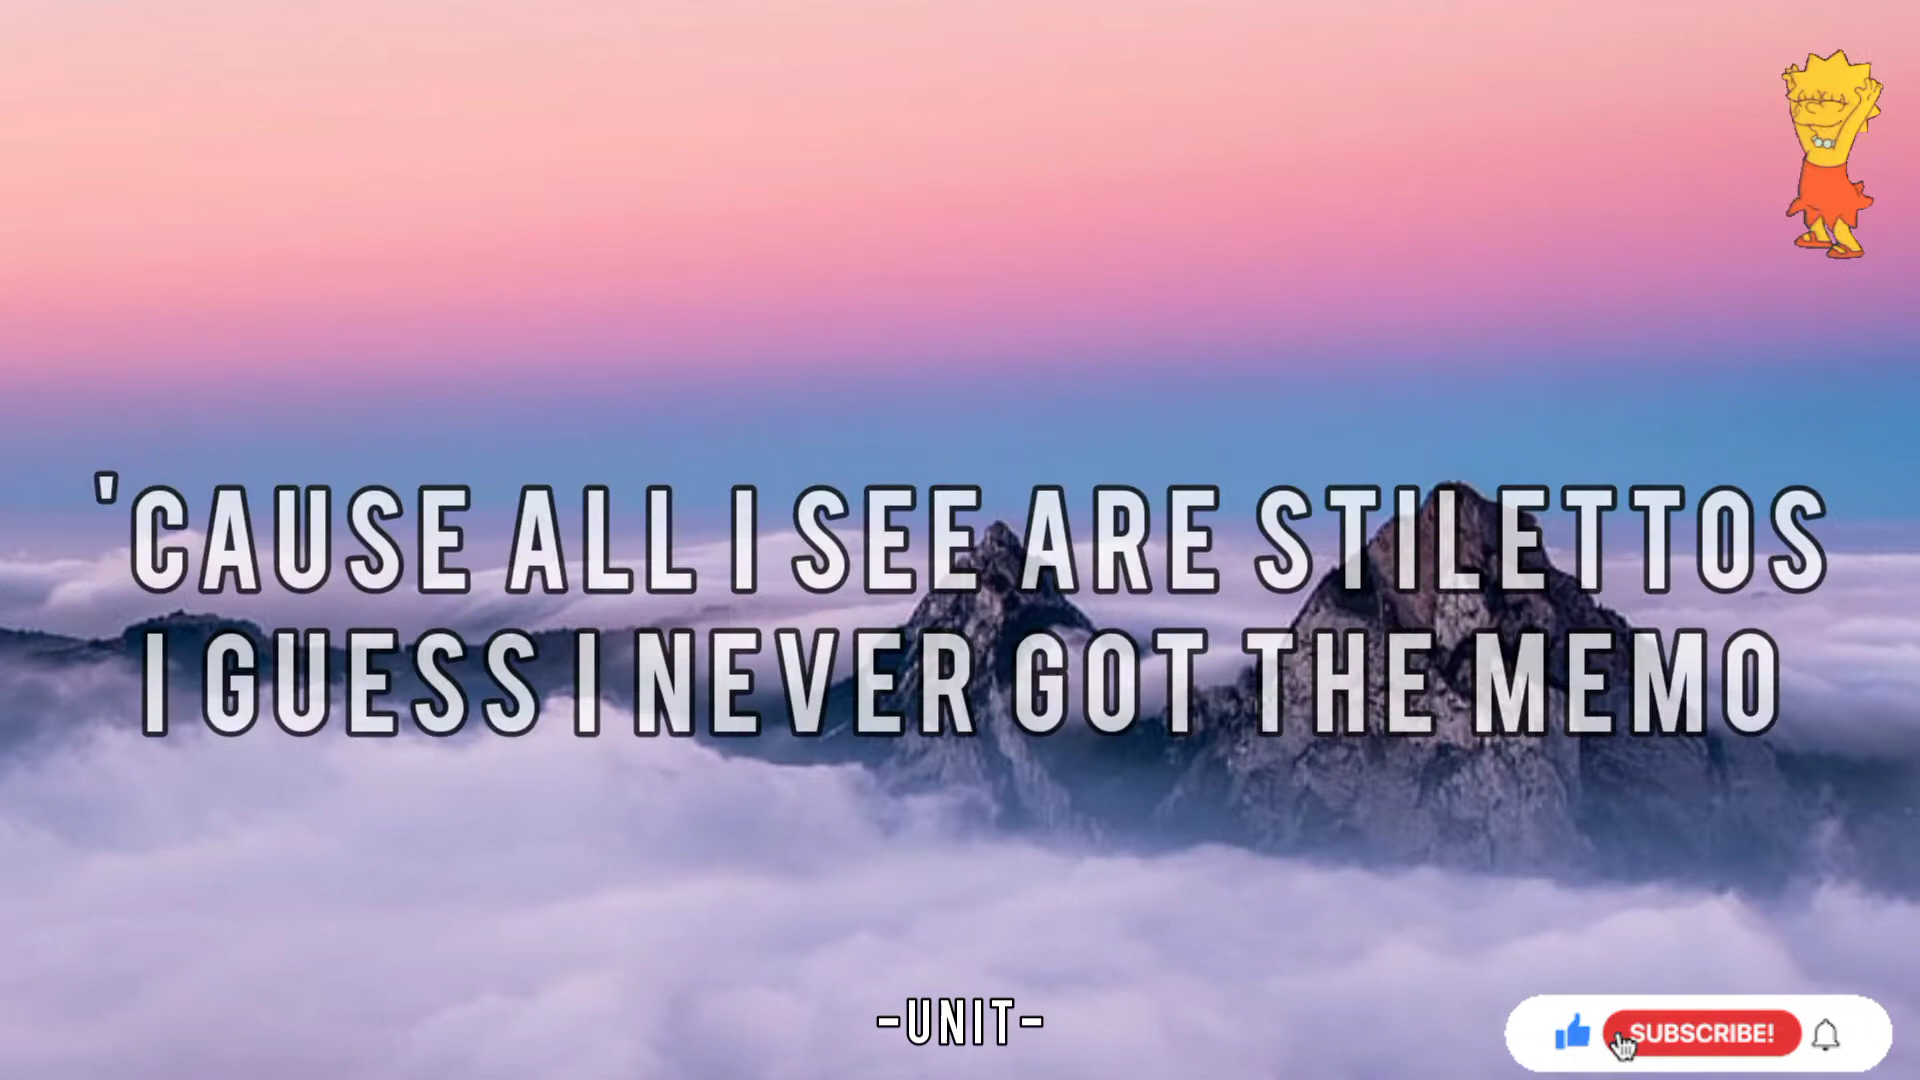 'CAUSE ALL I SEE ARE STILETTOS
I GUESS I NEVER GOT THE MEMO
-UNIT-
SUBSCRIBE!